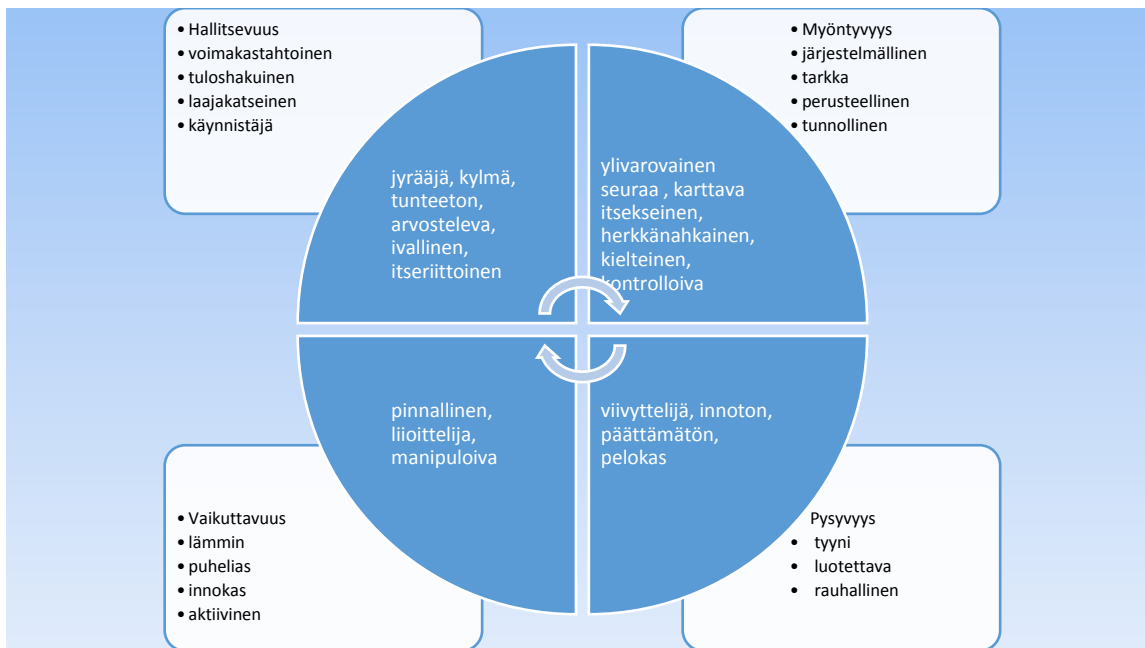 • Hallitsevuus
• voimakastahtoinen
• tuloshakuinen
• laajakatseinen
• käynnistäjä
• Myöntyvyys
• järjestelmällinen
• tarkka
• perusteellinen
• tunnollinen
jyrääjä, kylmä,
tunteeton,
arvosteleva,
ivallinen,
itseriittoinen
ylivarovainen
seuraa , karttava
itsekseinen,
herkkänahkainen,
kielteinen,
kontrolloiva
pinnallinen,
liioittelija,
manipuloiva
viivyttelijä, innoton,
päättämätön,
pelokas
• Vaikuttavuus
• lämmin
• puhelias
• innokas
• aktiivinen
Pysyvyys
• tyyni
• luotettava
• rauhallinen